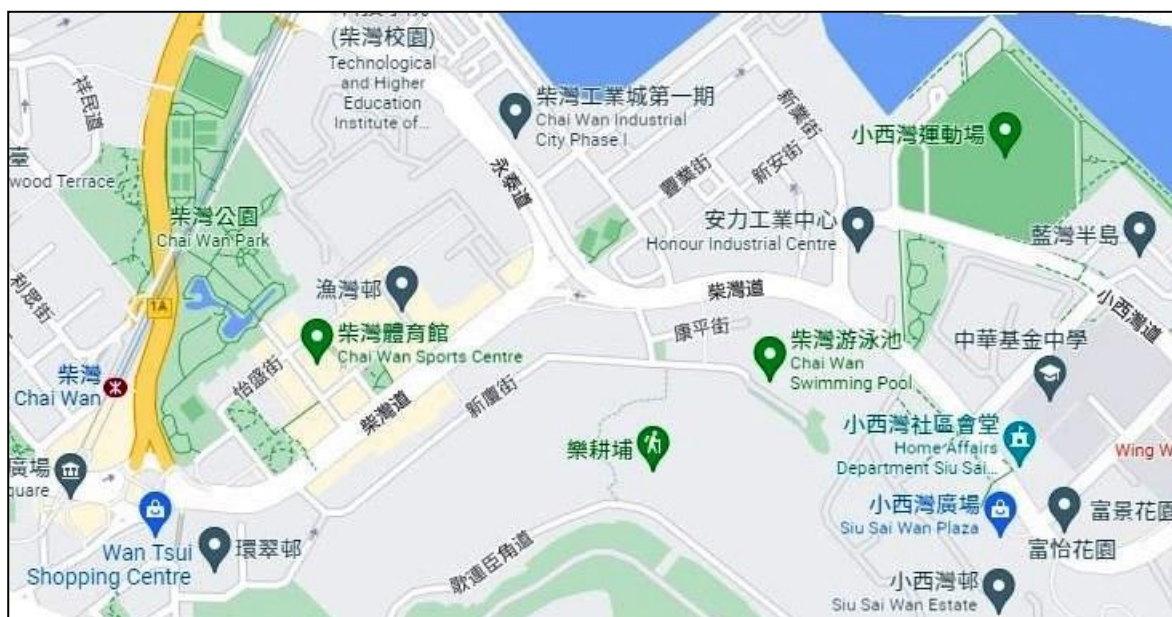 (柴灣校園)
Technological
and Higher
Education
Institute of...
祥民道
臺
wood Terrace
柴灣公園
Chai Wan Park
利眾街
1A
柴灣
Chai Wan
廣場
quare
Wan Tsui
Shopping Centre
環翠邨
怡盛街
漁灣邨
柴灣體育館
Chai Wan Sports Centre
柴灣道
新廈街
永泰道
柴灣工業城第一期
Chai Wan Industrial
City Phase I
豐業街
新業街
新安街
安力工業中心
Honour Industrial Centre
柴灣道
康平街
柴灣游泳池
Chai Wan
Swimming Pool
樂耕埔
歌連臣角道
小西灣運動場
藍灣半島
小西灣道
中華基金中學
小西灣社區會堂
Home Affairs
Department Siu Sai...
Wing W
小西灣廣場
Siu Sai Wan Plaza
富景花園
富怡花園
小西灣邨
Siu Sai Wan Estate